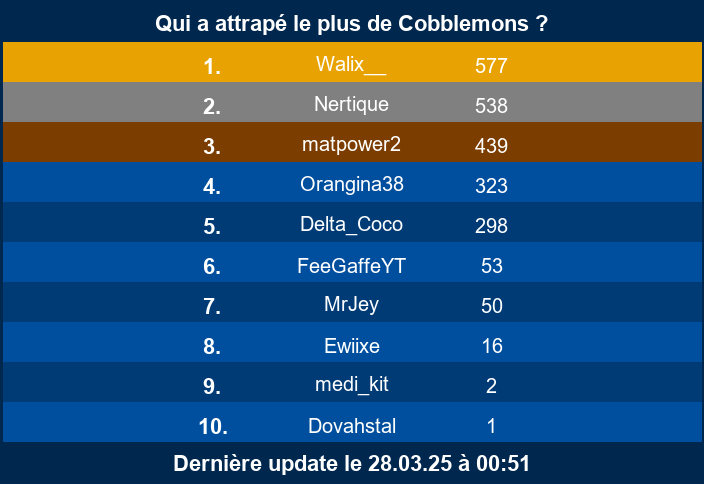 Qui a attrapé le plus de Cobblemons ?
1. Walix__ 577
2. Nertique 538
3. matpower2 439
4. Orangina38 323
5. Delta_Coco 298
6. FeeGaffeYT 53
7. MrJey 50
8. Ewiixe 16
9. medi_kit 2
10. Dovahstal 1
Dernière update le 28.03.25 à 00:51